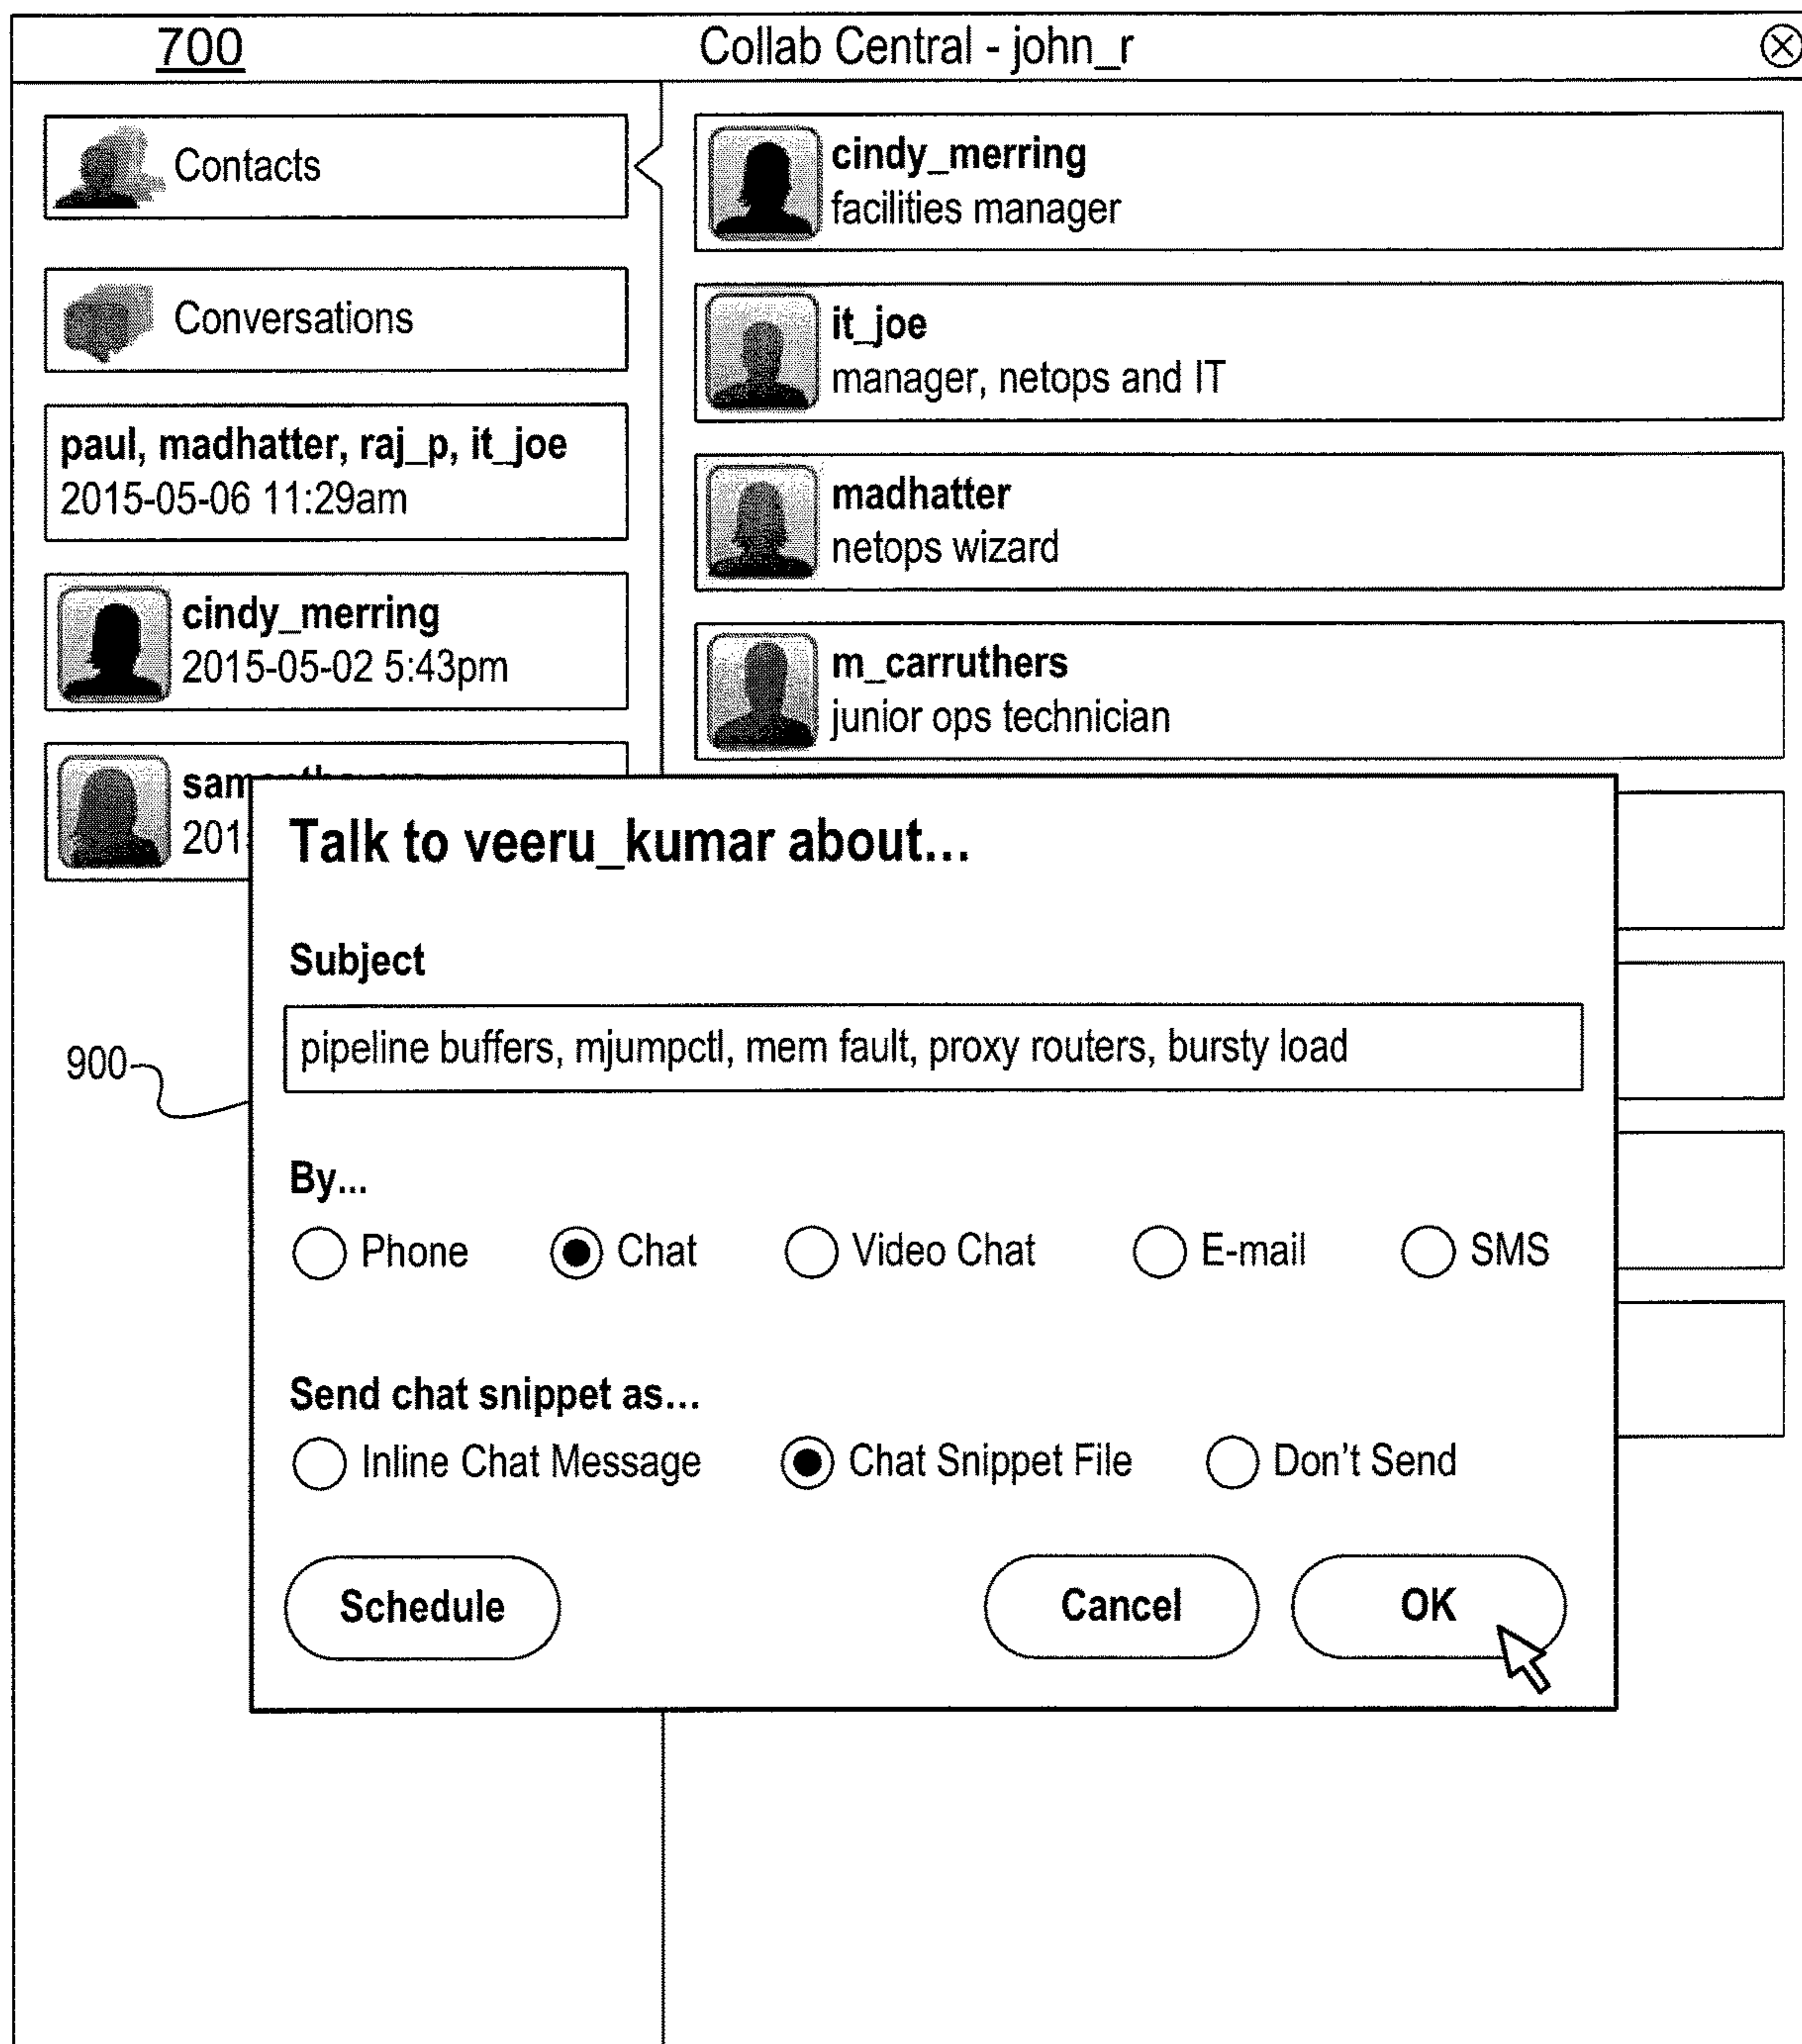 700
Collab Central - john_r
Contacts
Conversations
paul, madhatter, raj_p, it_joe
2015-05-06 11:29am
cindy_merring
2015-05-02 5:43pm
cindy_merring
facilities manager
it_joe
manager, netops and IT
madhatter
netops wizard
m_carruthers
junior ops technician
900
Talk to veeru_kumar about...
Subject
pipeline buffers, mjumpctl, mem fault, proxy routers, bursty load
By...
Phone Chat Video Chat E-mail SMS
Send chat snippet as...
Inline Chat Message Chat Snippet File Don't Send
Schedule Cancel OK